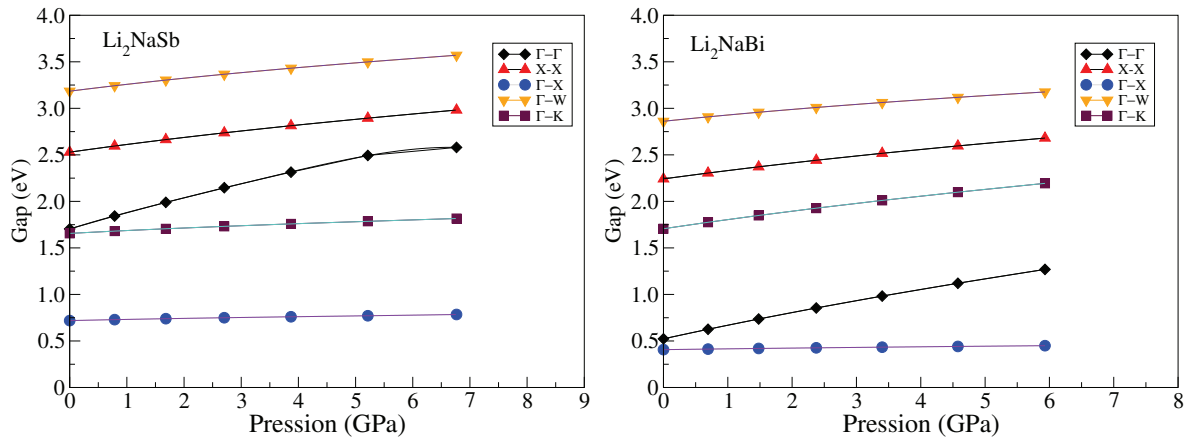 4.0
3.5
3.0
2.5
2.0
1.5
1.0
0.5
0
Gap (eV)
Li₂NaSb
Γ−Γ
X-X
Γ−X
Γ−W
Γ−K
0 1 2 3 4 5 6 7 8 9
Pression (GPa)
4.0
3.5
3.0
2.5
2.0
1.5
1.0
0.5
0
Gap (eV)
Li₂NaBi
Γ−Γ
X-X
Γ−X
Γ−W
Γ−K
0 1 2 3 4 5 6 7 8
Pression (GPa)